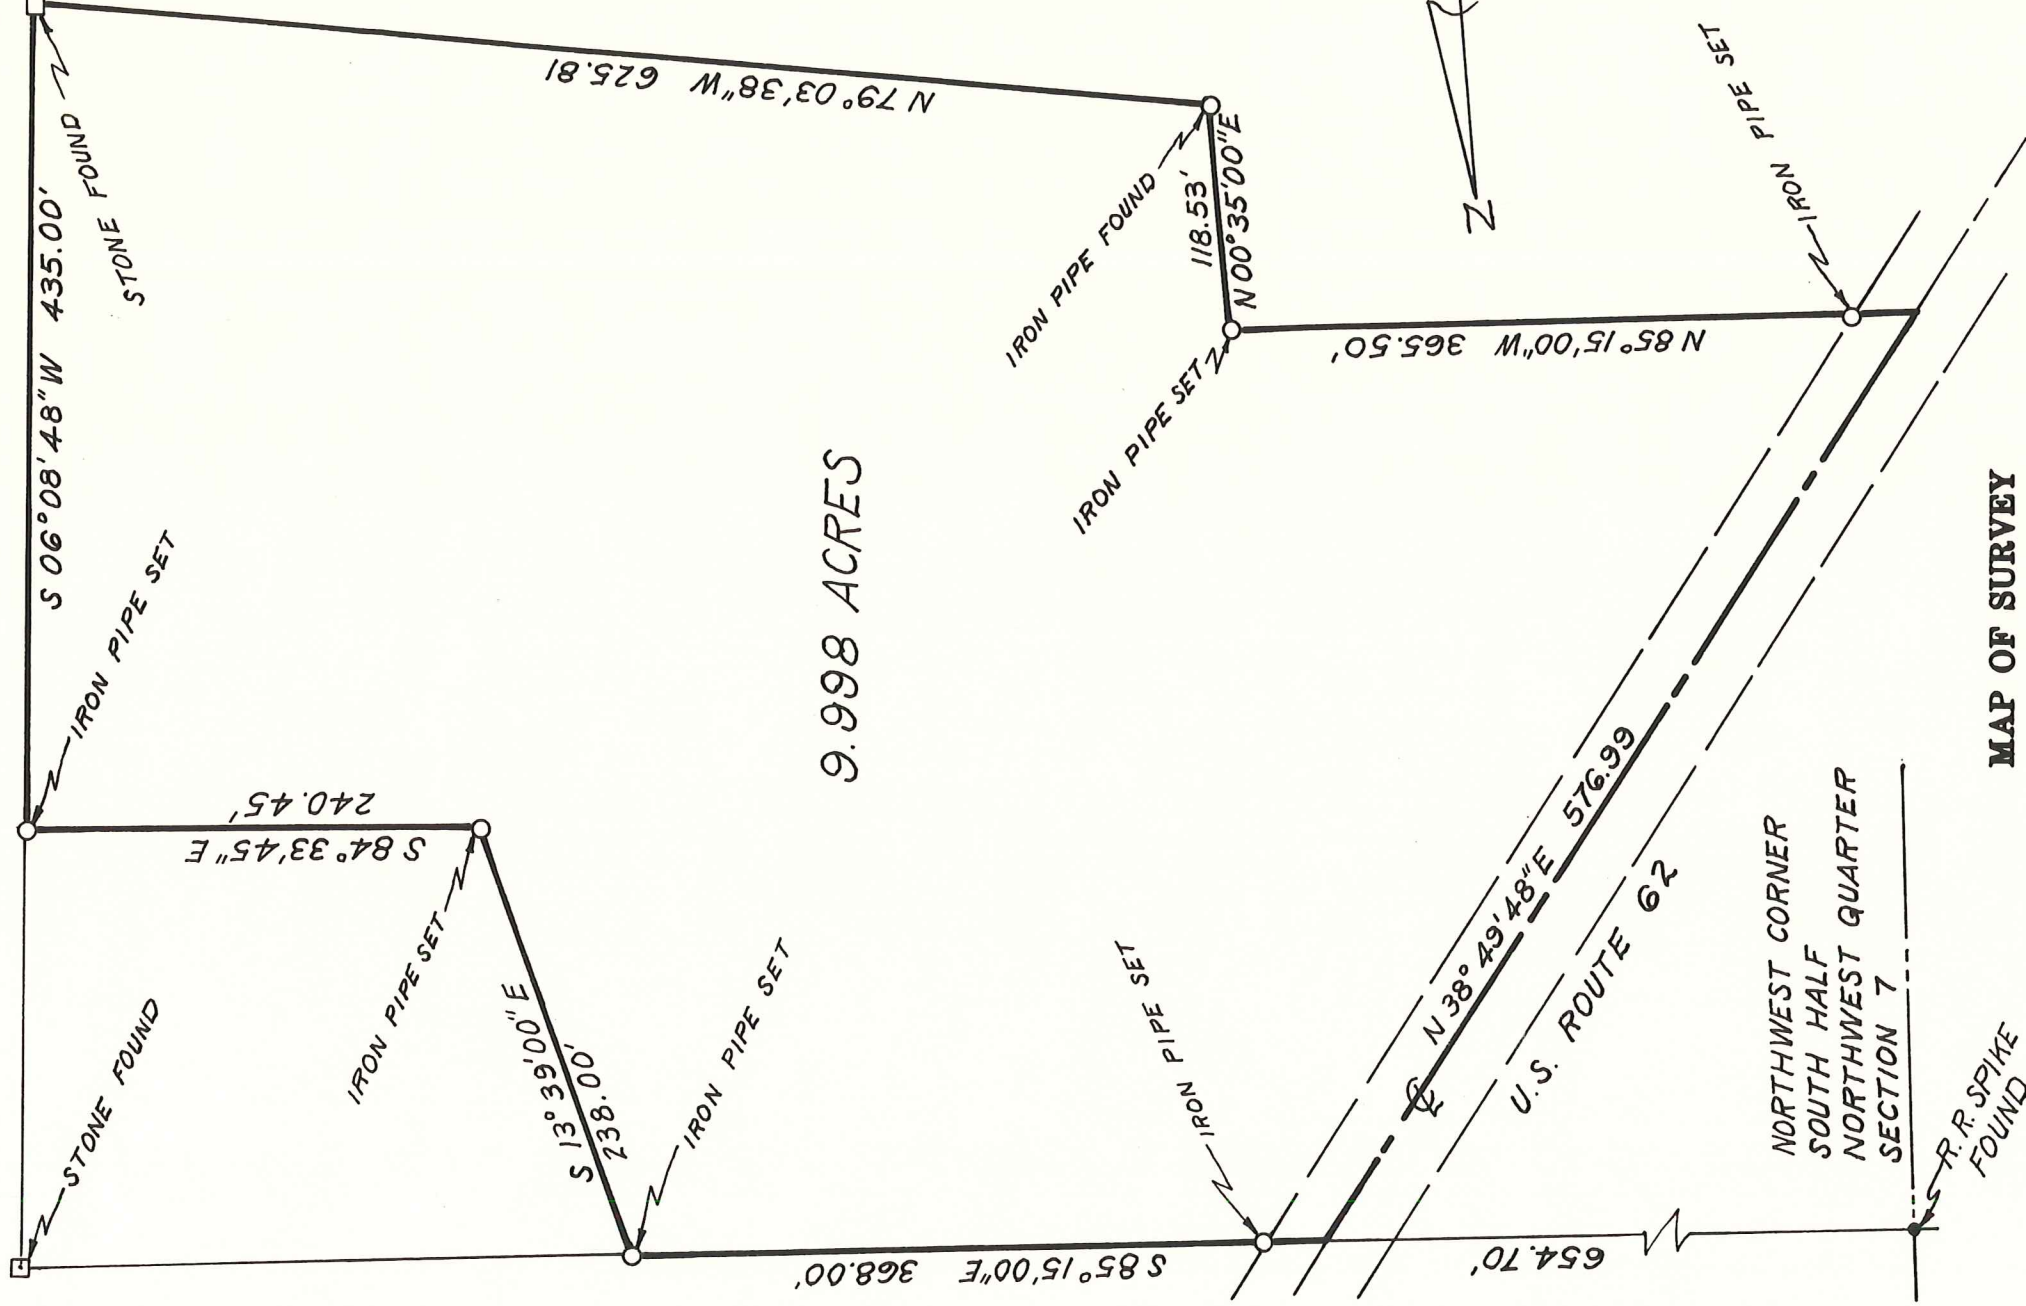 S 06°08'48"W 435.00'
STONE FOUND
N 79°03'38"W 625.81
IRON PIPE FOUND
118.53'
N00°35'00"E
IRON PIPE SET
N 85°15'00"W 365.50'
IRON PIPE SET
N
IRON PIPE SET
240.45'
S 84°33'45"E
9.998 ACRES
STONE FOUND
IRON PIPE SET
S 13°39'00"E
238.00'
IRON PIPE SET
IRON PIPE SET
S 85°15'00"E 368.00'
℄ N 38°49'48"E 576.99
U.S. ROUTE 62
654.70'
NORTHWEST CORNER
SOUTH HALF
NORTHWEST QUARTER
SECTION 7
R.R. SPIKE
FOUND
MAP OF SURVEY